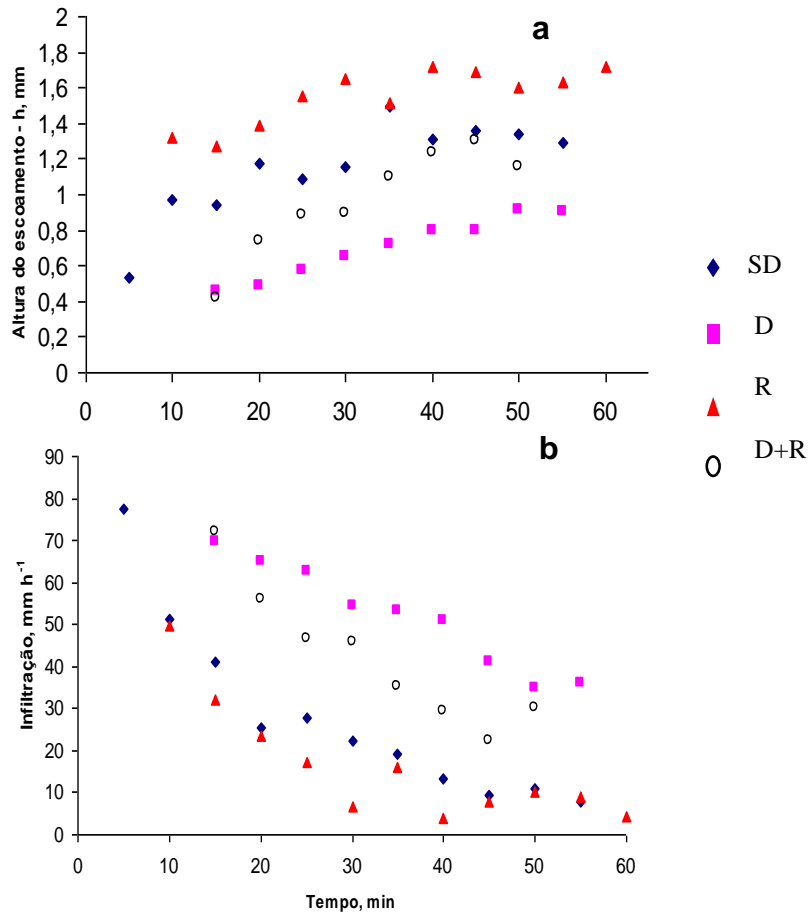 a
Altura do escoamento - h, mm
2
1,8
1,6
1,4
1,2
1
0,8
0,6
0,4
0,2
0
0 10 20 30 40 50 60
SD
D
R
D+R
b
Infiltração, mm h⁻¹
90
80
70
60
50
40
30
20
10
0
0 10 20 30 40 50 60
Tempo, min